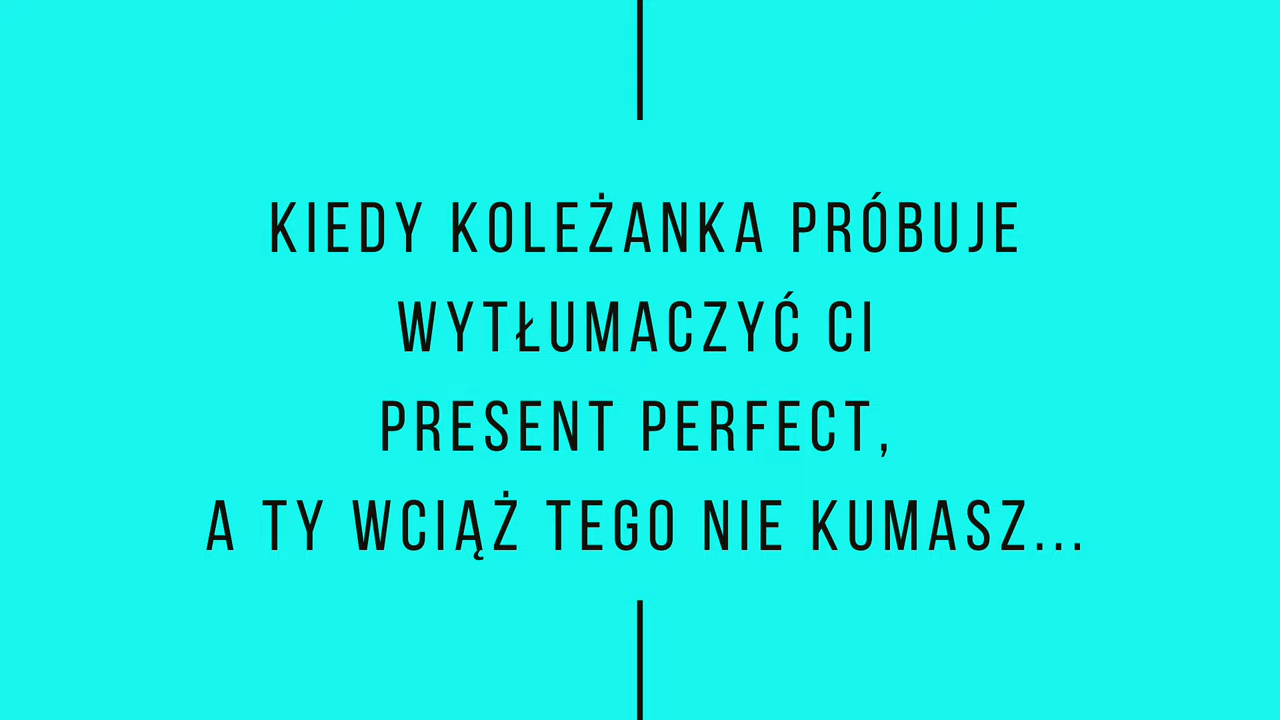 KIEDY KOLEŻANKA PRÓBUJE
WYTŁUMACZYĆ CI
PRESENT PERFECT,
A TY WCIĄŻ TEGO NIE KUMASZ...